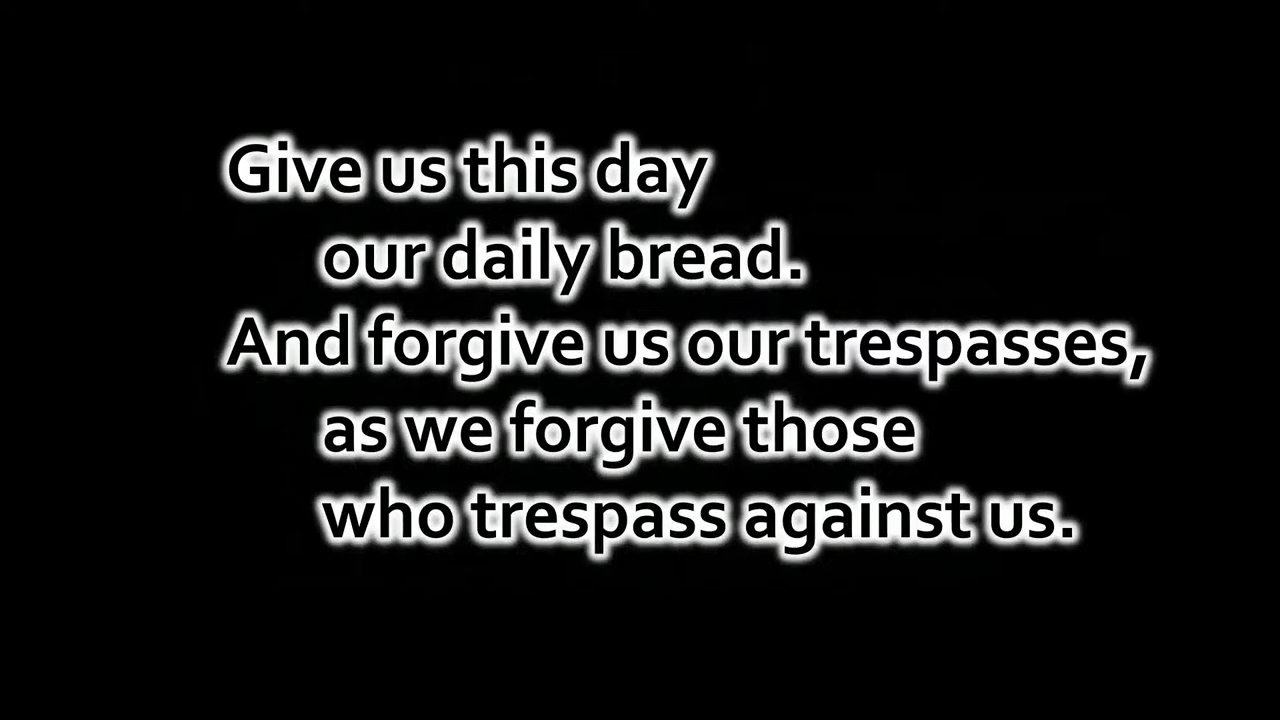 Give us this day
our daily bread.
And forgive us our trespasses,
as we forgive those
who trespass against us.